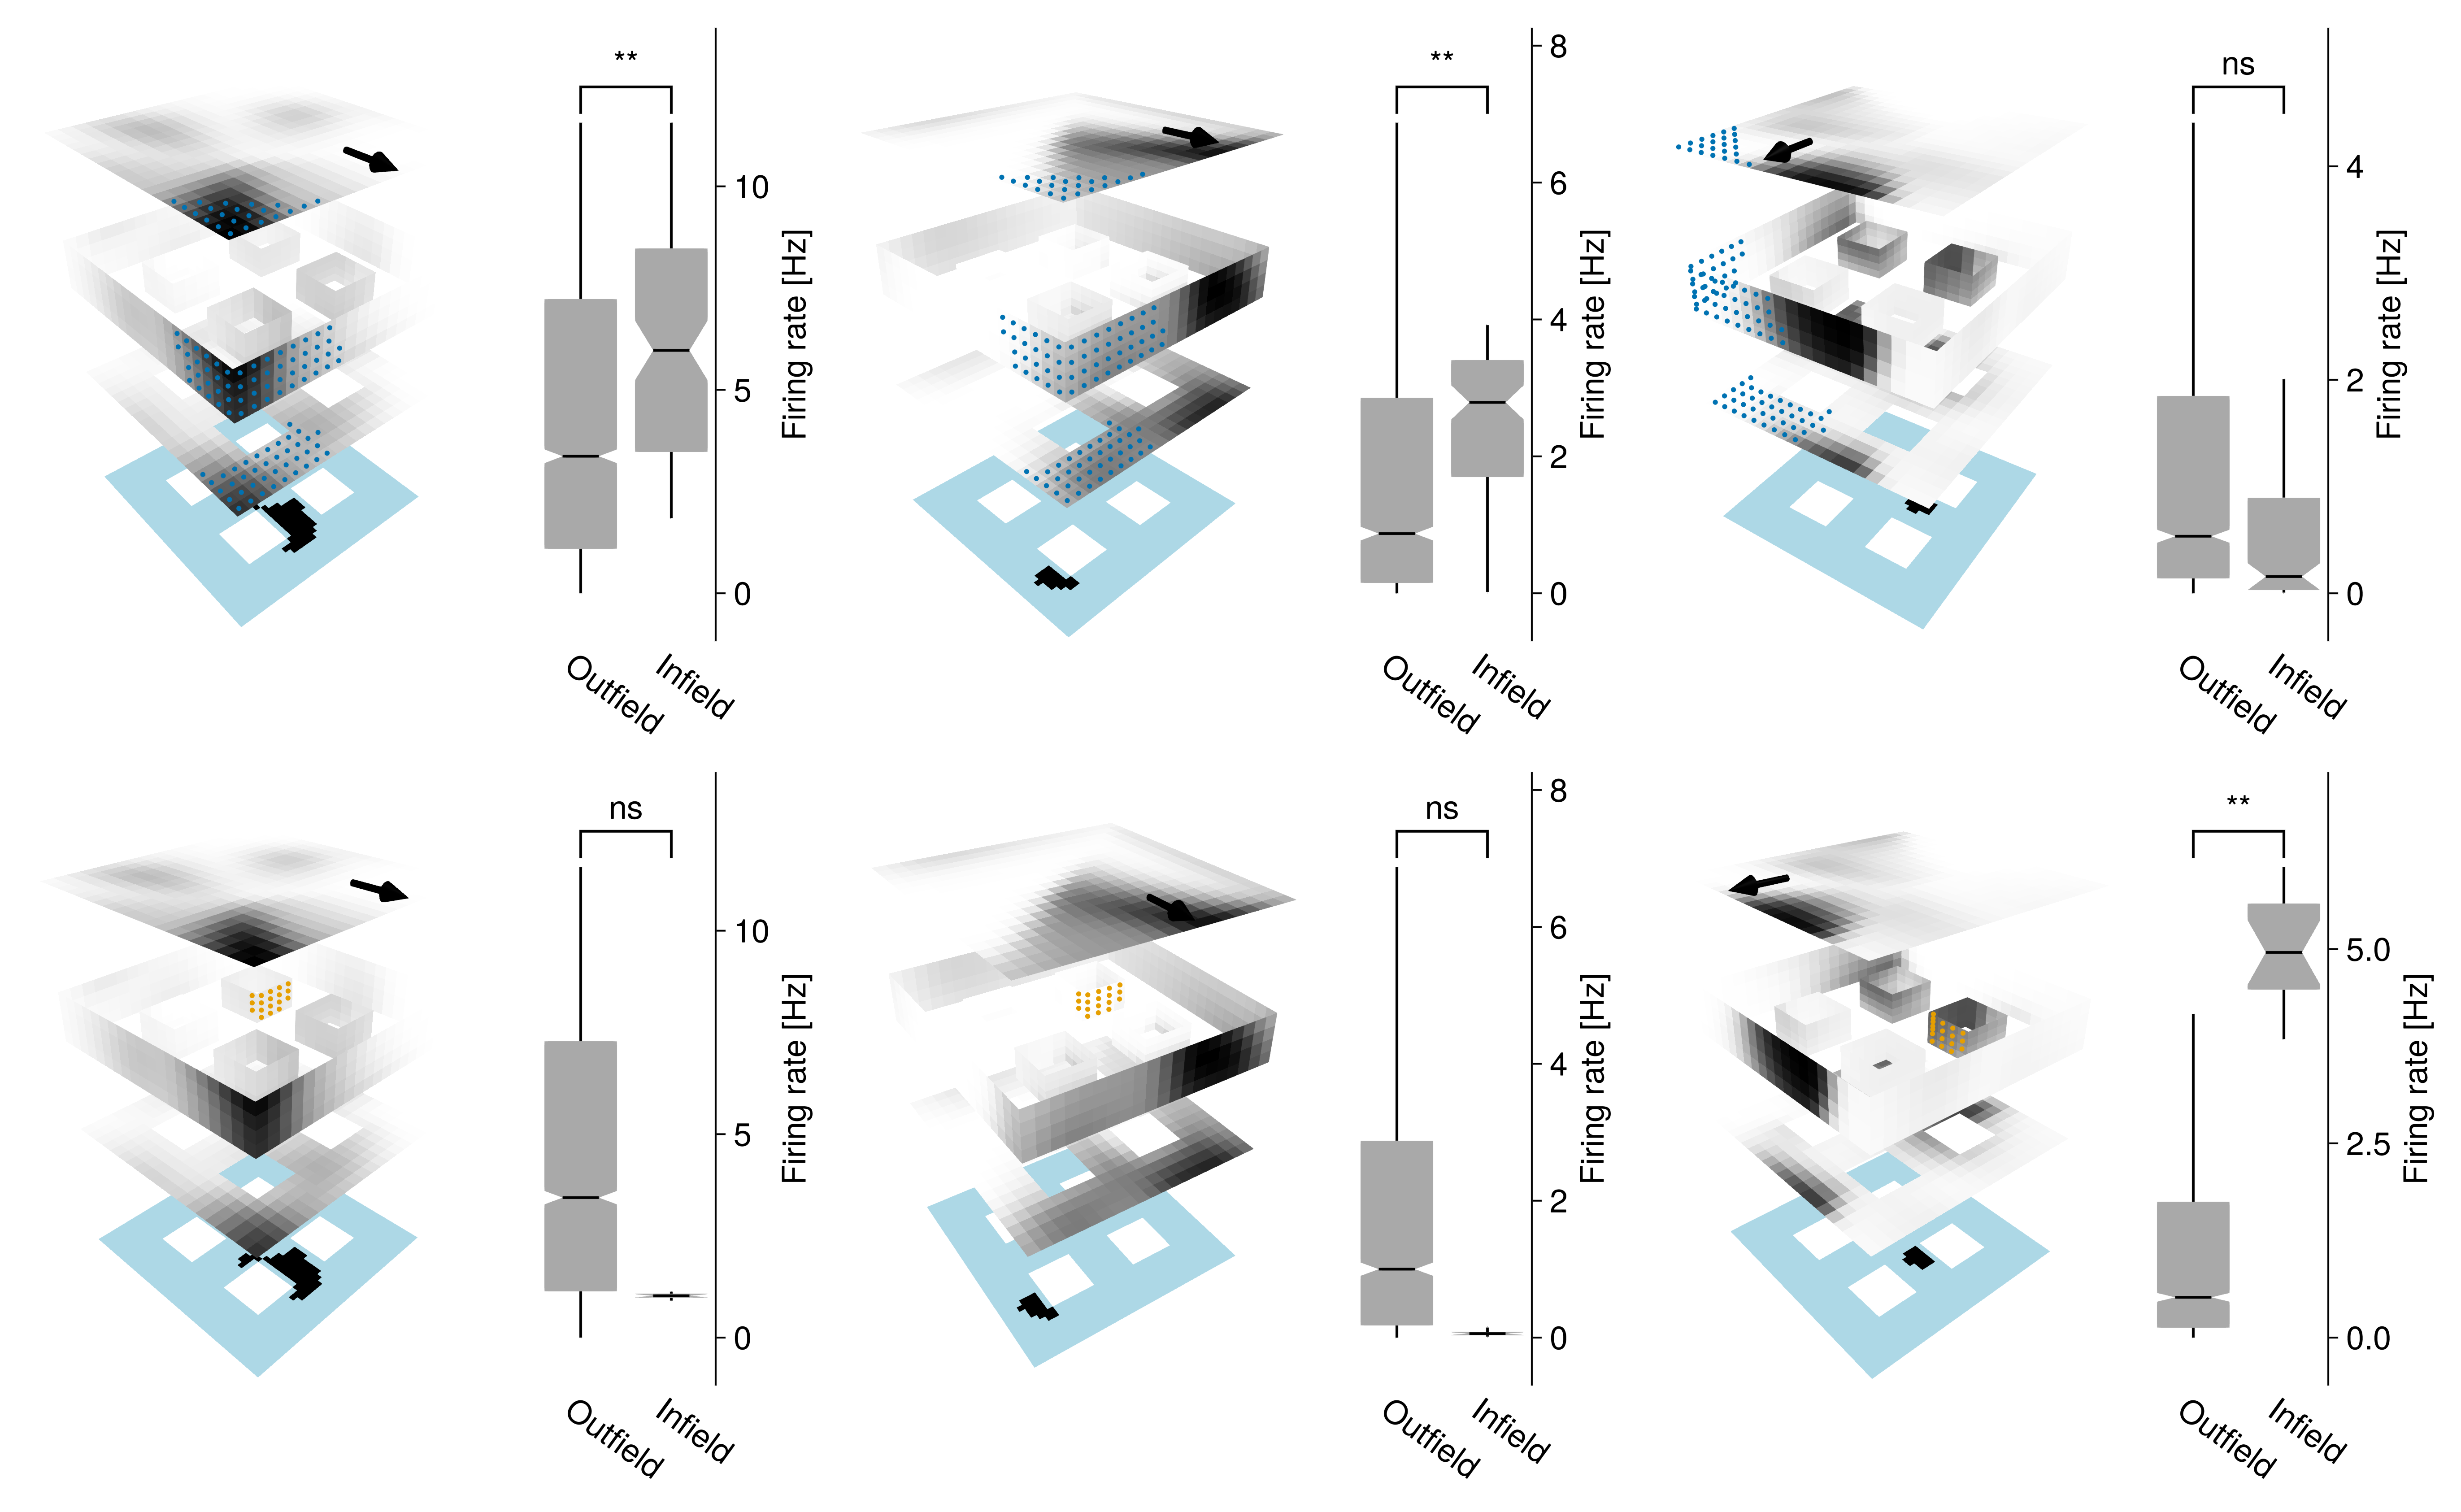 **
10
5
0
Firing rate [Hz]
Outfield
Infield
**
8
6
4
2
0
Firing rate [Hz]
Outfield
Infield
ns
4
2
0
Firing rate [Hz]
Outfield
Infield
ns
10
5
0
Firing rate [Hz]
Outfield
Infield
ns
8
6
4
2
0
Firing rate [Hz]
Outfield
Infield
**
5.0
2.5
0.0
Firing rate [Hz]
Outfield
Infield